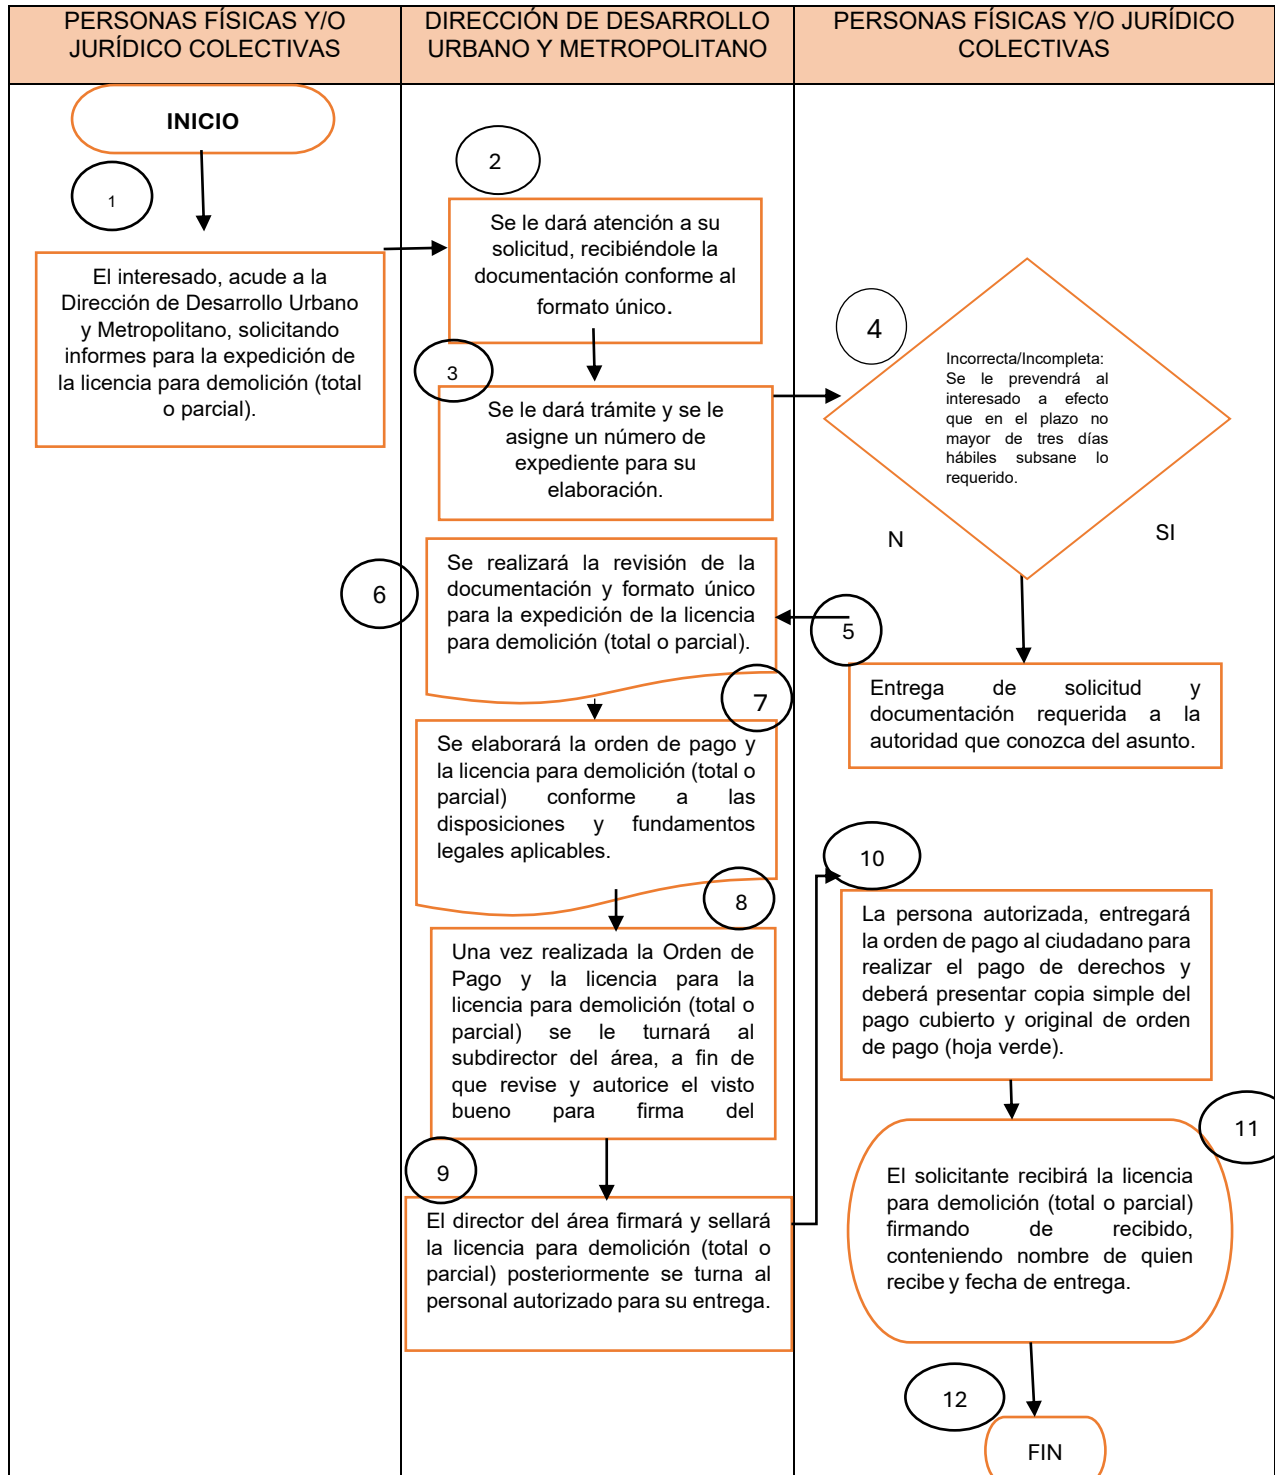 PERSONAS FÍSICAS Y/O
JURÍDICO COLECTIVAS
DIRECCIÓN DE DESARROLLO
URBANO Y METROPOLITANO
PERSONAS FÍSICAS Y/O JURÍDICO
COLECTIVAS
INICIO
1
El interesado, acude a la
Dirección de Desarrollo Urbano
y Metropolitano, solicitando
informes para la expedición de
la licencia para demolición (total
o parcial).
2
Se le dará atención a su
solicitud, recibiéndole la
documentación conforme al
formato único.
3
Se le dará trámite y se le
asigne un número de
expediente para su
elaboración.
4
Incorrecta/Incompleta:
Se le prevendrá al
interesado a efecto
que en el plazo no
mayor de tres días
hábiles subsane lo
requerido.
N
SI
5
Entrega de solicitud y
documentación requerida a la
autoridad que conozca del asunto.
6
Se realizará la revisión de la
documentación y formato único
para la expedición de la licencia
para demolición (total o parcial).
7
Se elaborará la orden de pago y
la licencia para demolición (total o
parcial) conforme a las
disposiciones y fundamentos
legales aplicables.
8
Una vez realizada la Orden de
Pago y la licencia para la
licencia para demolición (total o
parcial) se le turnará al
subdirector del área, a fin de
que revise y autorice el visto
bueno para firma del
9
El director del área firmará y sellará
la licencia para demolición (total o
parcial) posteriormente se turna al
personal autorizado para su entrega.
10
La persona autorizada, entregará
la orden de pago al ciudadano para
realizar el pago de derechos y
deberá presentar copia simple del
pago cubierto y original de orden
de pago (hoja verde).
11
El solicitante recibirá la licencia
para demolición (total o parcial)
firmando de recibido,
conteniendo nombre de quien
recibe y fecha de entrega.
12
FIN